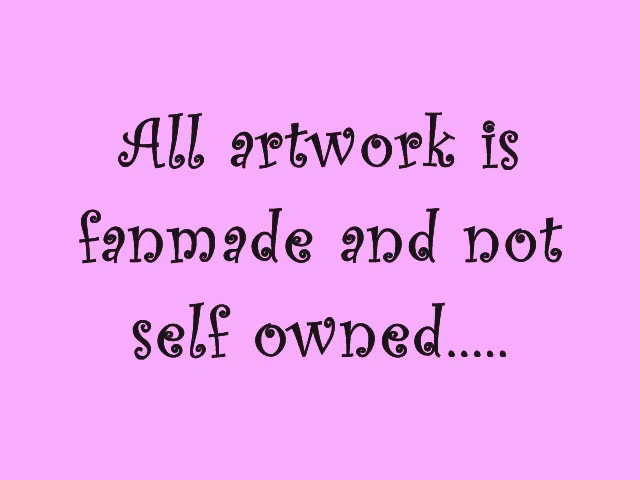 All artwork is
fanmade and not
self owned.....